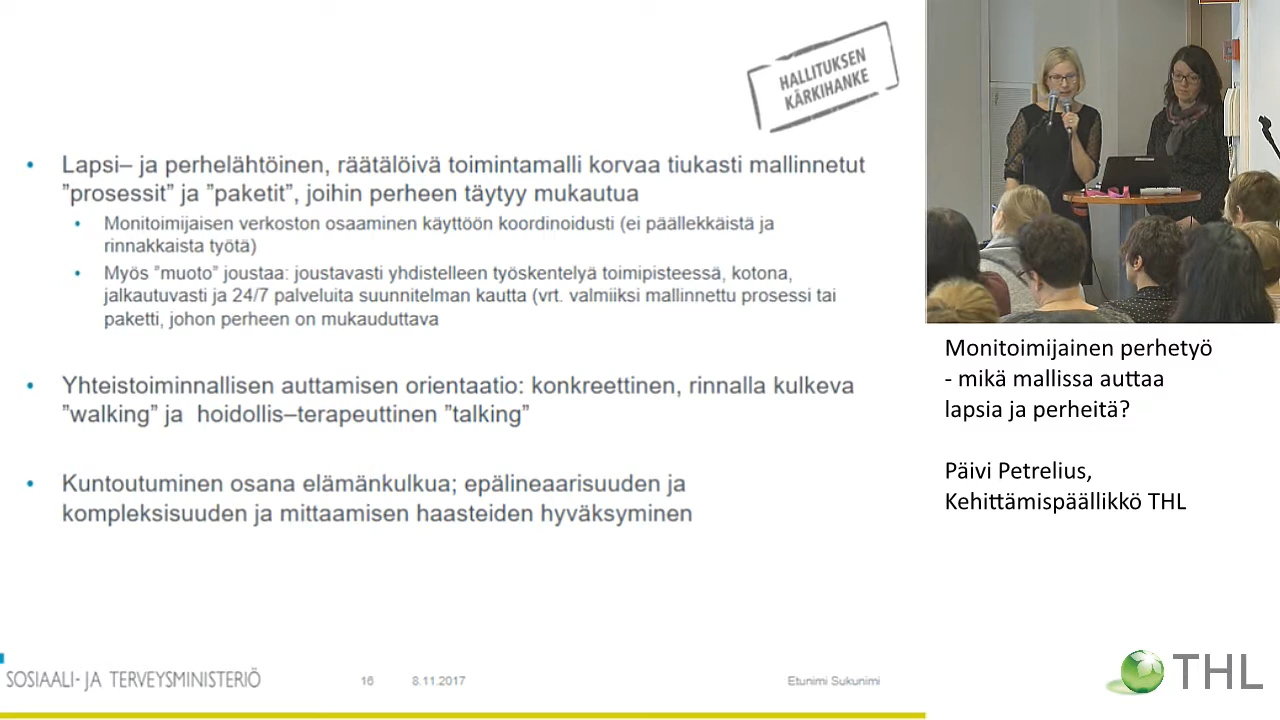 HALLITUKSEN
KÄRKIHANKE
• Lapsi– ja perhelähtöinen, räätälöivä toimintamalli korvaa tiukasti mallinnetut
”prosessit” ja ”paketit”, joihin perheen täytyy mukautua
• Monitoimijaisen verkoston osaaminen käyttöön koordinoidusti (ei päällekkäistä ja
rinnakkaista työtä)
• Myös ”muoto” joustaa: joustavasti yhdistelleen työskentelyä toimipisteessä, kotona,
jalkautuvasti ja 24/7 palveluita suunnitelman kautta (vrt. valmiiksi mallinnettu prosessi tai
paketti, johon perheen on mukauduttava
• Yhteistoiminnallisen auttamisen orientaatio: konkreettinen, rinnalla kulkeva
”walking” ja hoidollis–terapeuttinen ”talking”
• Kuntoutuminen osana elämänkulkua; epälineaarisuuden ja
kompleksisuuden ja mittaamisen haasteiden hyväksyminen
SOSIAALI- JA TERVEYSMINISTERIÖ
16
8.11.2017
Etunimi Sukunimi
Monitoimijainen perhetyö
- mikä mallissa auttaa
lapsia ja perheitä?
Päivi Petrelius,
Kehittämispäällikkö THL
THL